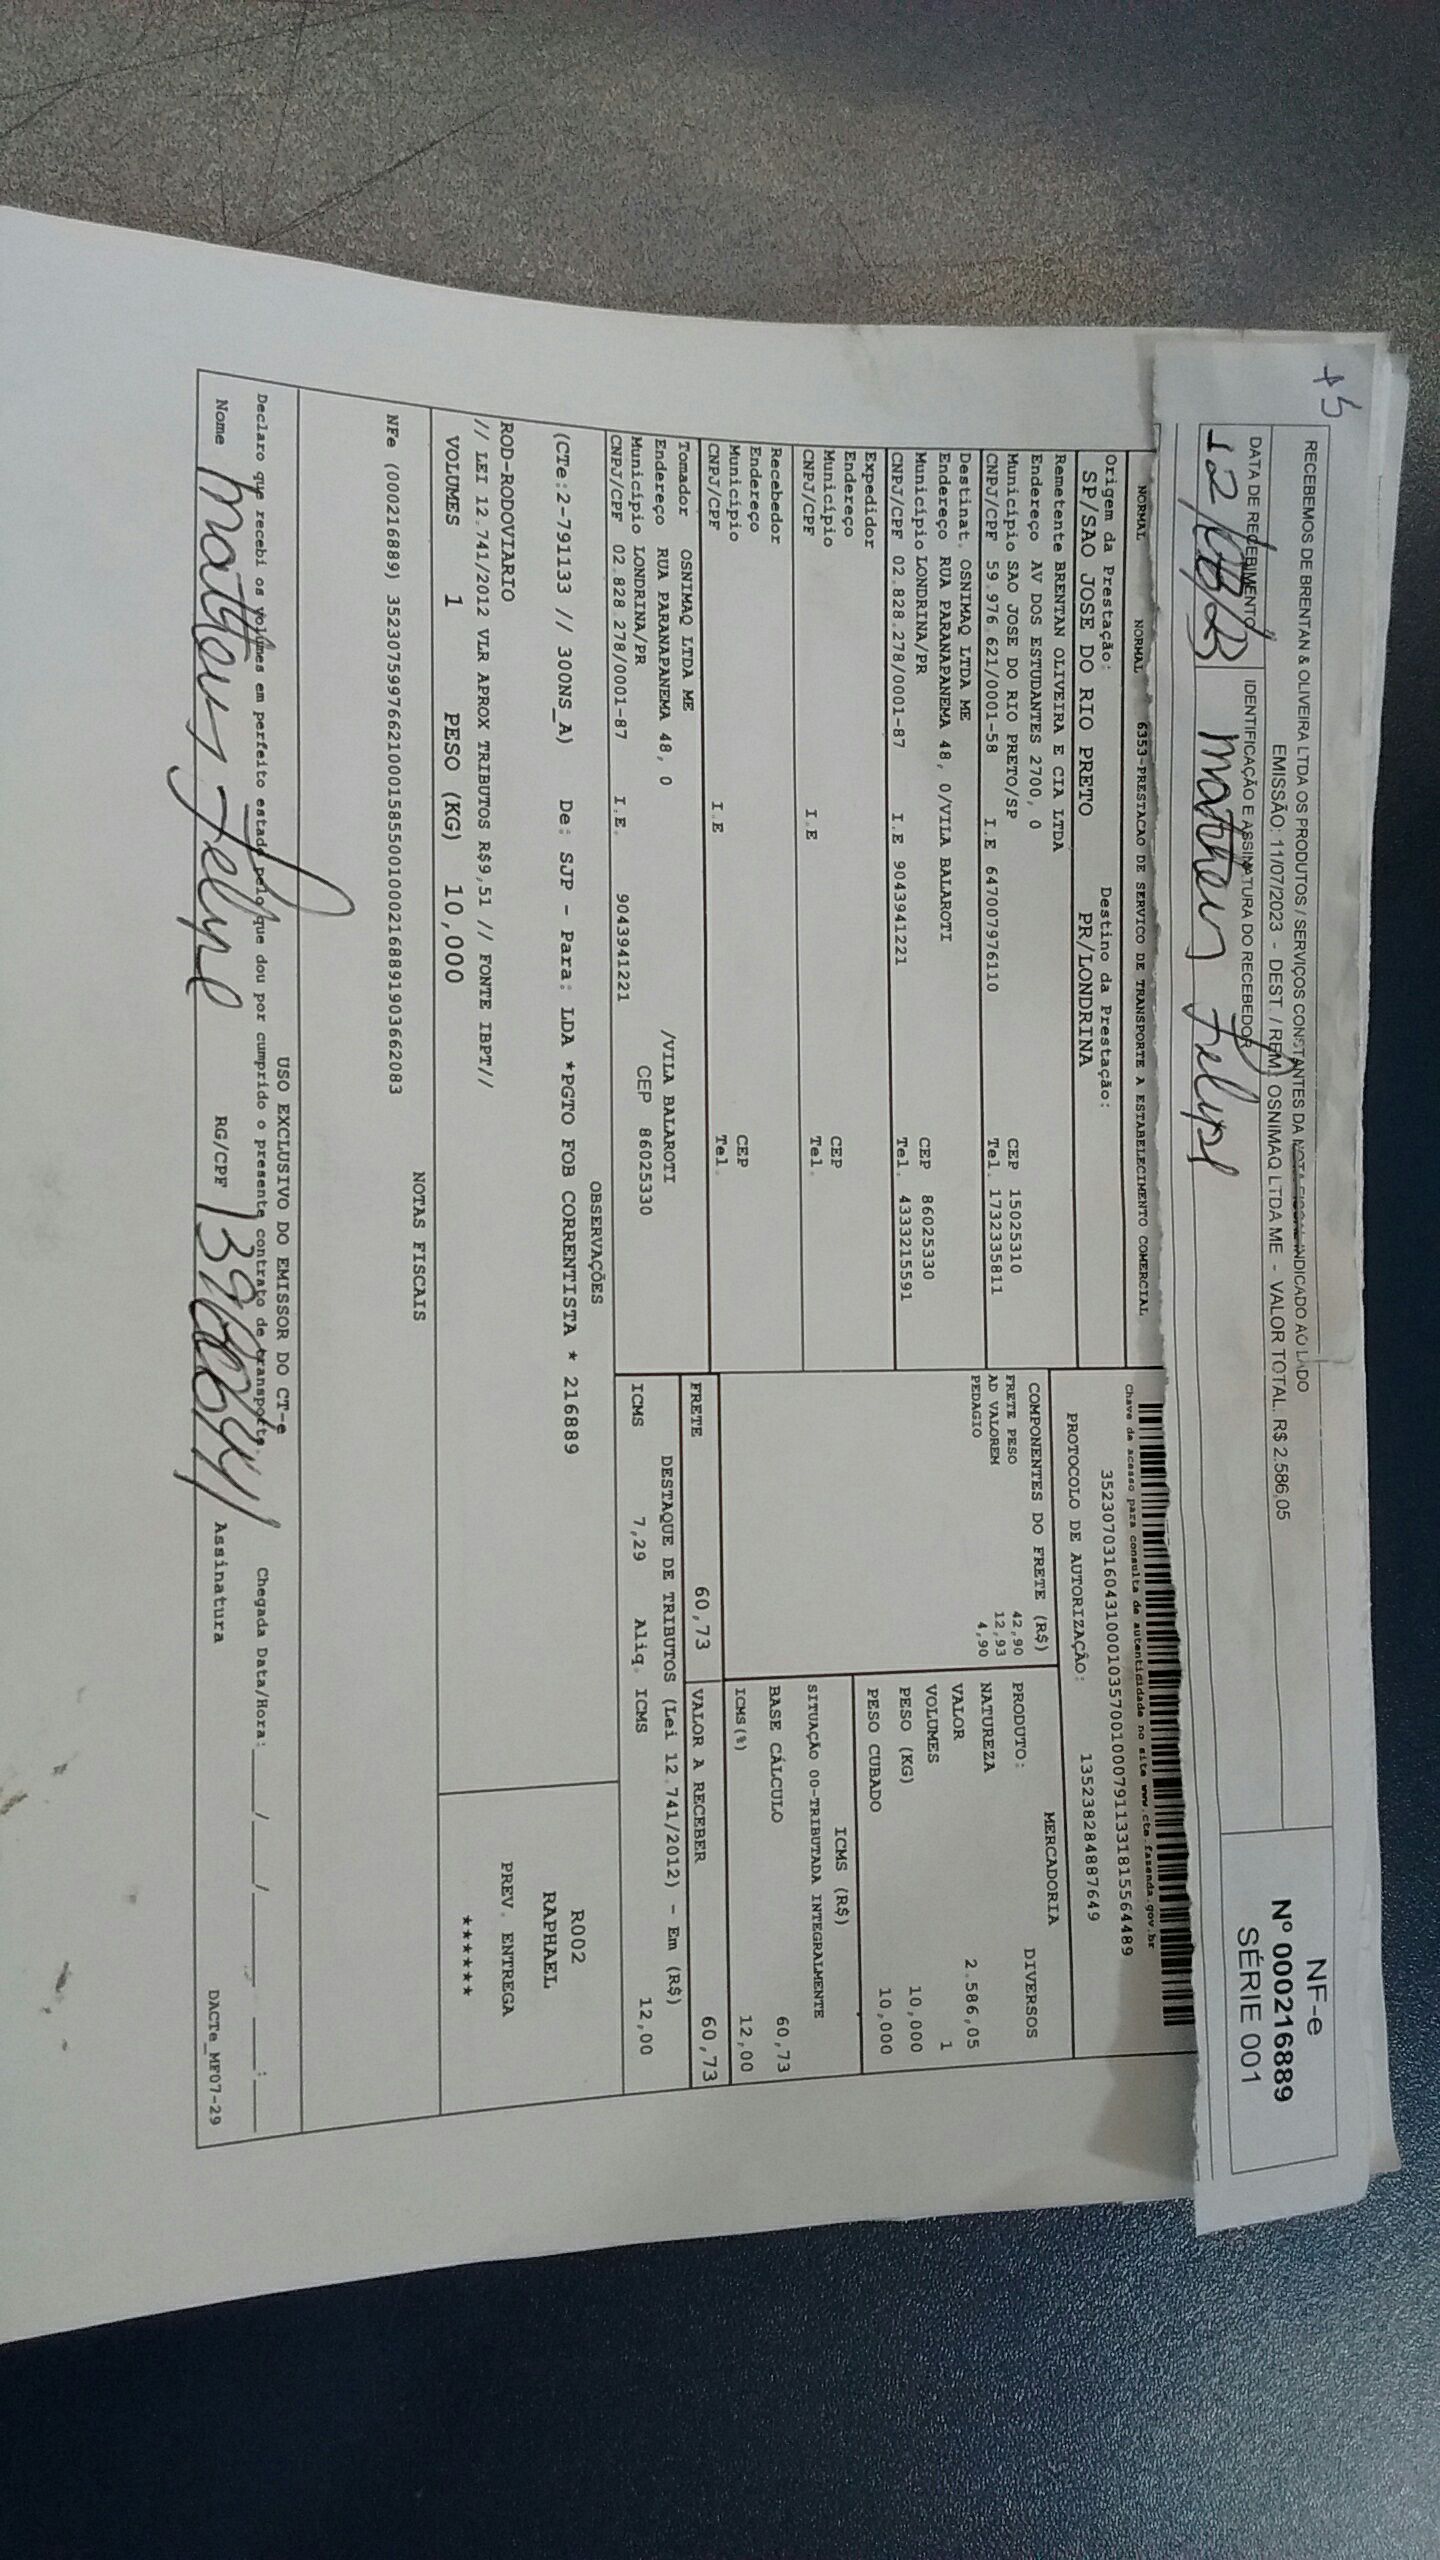 +5
RECEBEMOS DE BRENTAN & OLIVEIRA LTDA OS PRODUTOS / SERVIÇOS CONSTANTES DA NOTA FISCAL INDICADO AO LADO
EMISSÃO: 11/07/2023 - DEST. / REM: OSNIMAQ LTDA ME - VALOR TOTAL: R$ 2.586,05
NF-e
Nº 000216889
SÉRIE 001
DATA DE RECEBIMENTO
IDENTIFICAÇÃO E ASSINATURA DO RECEBEDOR
Matheus Felipe
NORMAL NORMAL 6353-PRESTACAO DE SERVICO DE TRANSPORTE A ESTABELECIMENTO COMERCIAL
Chave de acesso para consulta de autenticidade no site www.cte.fazenda.gov.br
35230703160431000103570010007911331815564489
Origem da Prestação: Destino da Prestação:
SP/SAO JOSE DO RIO PRETO PR/LONDRINA
PROTOCOLO DE AUTORIZAÇÃO: 135238284887649
Remetente BRENTAN OLIVEIRA E CIA LTDA
Endereço AV DOS ESTUDANTES 2700, 0
Município SAO JOSE DO RIO PRETO/SP CEP 15025310
CNPJ/CPF 59.976.621/0001-58 I.E 647007976110 Tel. 1732335811
Destinat. OSNIMAQ LTDA ME
Endereço RUA PARANAPANEMA 48, 0/VILA BALAROTI
Município LONDRINA/PR CEP 86025330
CNPJ/CPF 02.828.278/0001-87 I.E 9043941221 Tel. 4333215591
Expedidor
Endereço
Município CEP
CNPJ/CPF I.E Tel.
Recebedor
Endereço
Município CEP
CNPJ/CPF I.E Tel.
Tomador OSNIMAQ LTDA ME
Endereço RUA PARANAPANEMA 48, 0 /VILA BALAROTI
Município LONDRINA/PR CEP 86025330
CNPJ/CPF 02.828.278/0001-87 I.E. 9043941221
COMPONENTES DO FRETE (R$)
FRETE PESO 42,90
AD VALOREM 12,93
PEDAGIO 4,90
MERCADORIA
PRODUTO: DIVERSOS
NATUREZA
VALOR 2.586,05
VOLUMES 1
PESO (KG) 10,000
PESO CUBADO 10,000
ICMS (R$)
SITUAÇÃO 00-TRIBUTADA INTEGRALMENTE
BASE CÁLCULO 60,73
ICMS(%) 12,00
FRETE 60,73 VALOR A RECEBER 60,73
DESTAQUE DE TRIBUTOS (Lei 12.741/2012) - Em (R$)
ICMS 7,29 Aliq. ICMS 12,00
OBSERVAÇÕES
(CTe:2-791133 // 300NS_A) De: SJP - Para: LDA *PGTO FOB CORRENTISTA * 216889
ROD-RODOVIARIO
// LEI 12.741/2012 VLR APROX TRIBUTOS R$9,51 // FONTE IBPT//
R002
RAPHAEL
PREV. ENTREGA
******
VOLUMES 1 PESO (KG) 10,000
NOTAS FISCAIS
NFe (000216889) 35230759976621000158550010002168891903662083
USO EXCLUSIVO DO EMISSOR DO CT-e
Declaro que recebi os volumes em perfeito estado pelo que dou por cumprido o presente contrato de transporte.
Chegada Data/Hora: ____/____/______ ____:____
Nome Matheus Felipe RG/CPF Assinatura
DACTe_MF07-29